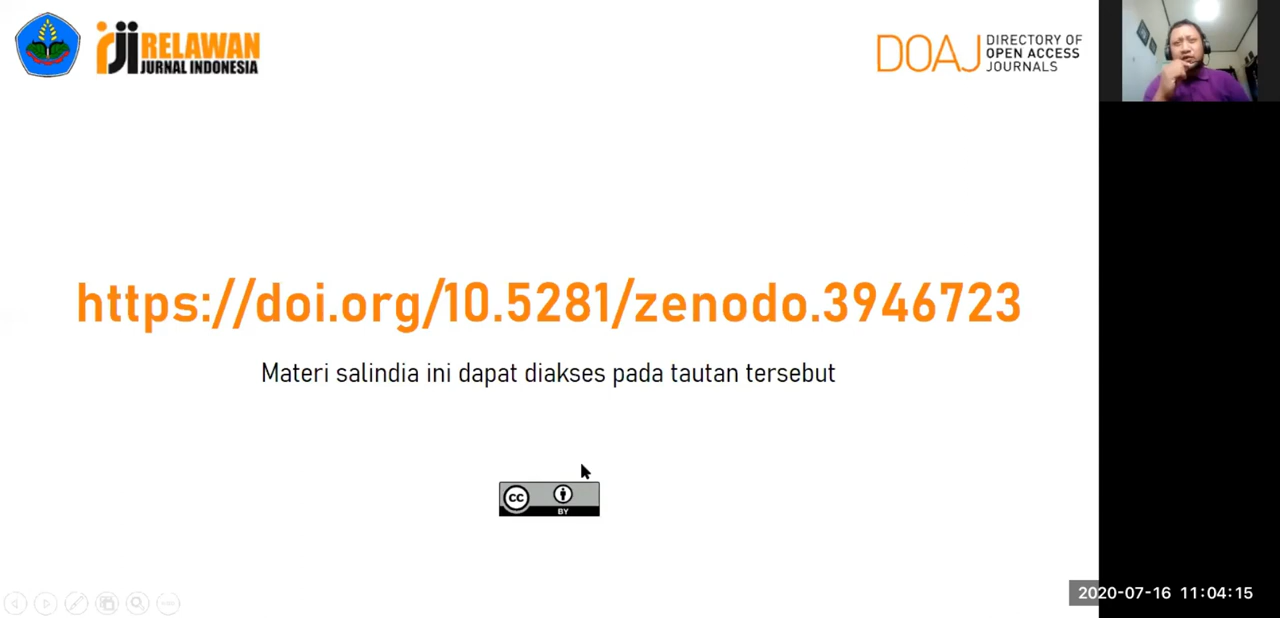 RELAWAN
JURNAL INDONESIA
DOAJ
DIRECTORY OF
OPEN ACCESS
JOURNALS
https://doi.org/10.5281/zenodo.3946723
Materi salindia ini dapat diakses pada tautan tersebut
cc
BY
2020-07-16 11:04:15